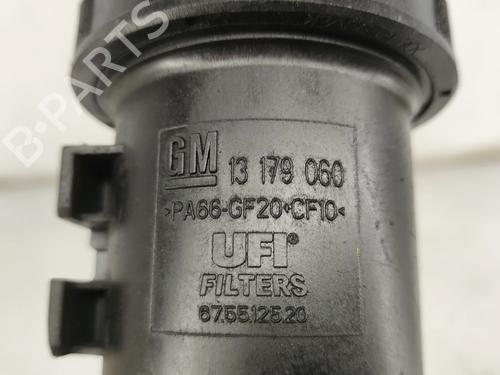 B-PARTS
GM 13 179 060
>PA66-GF20+CF10<
UFI®
FILTERS
67.55.125.20